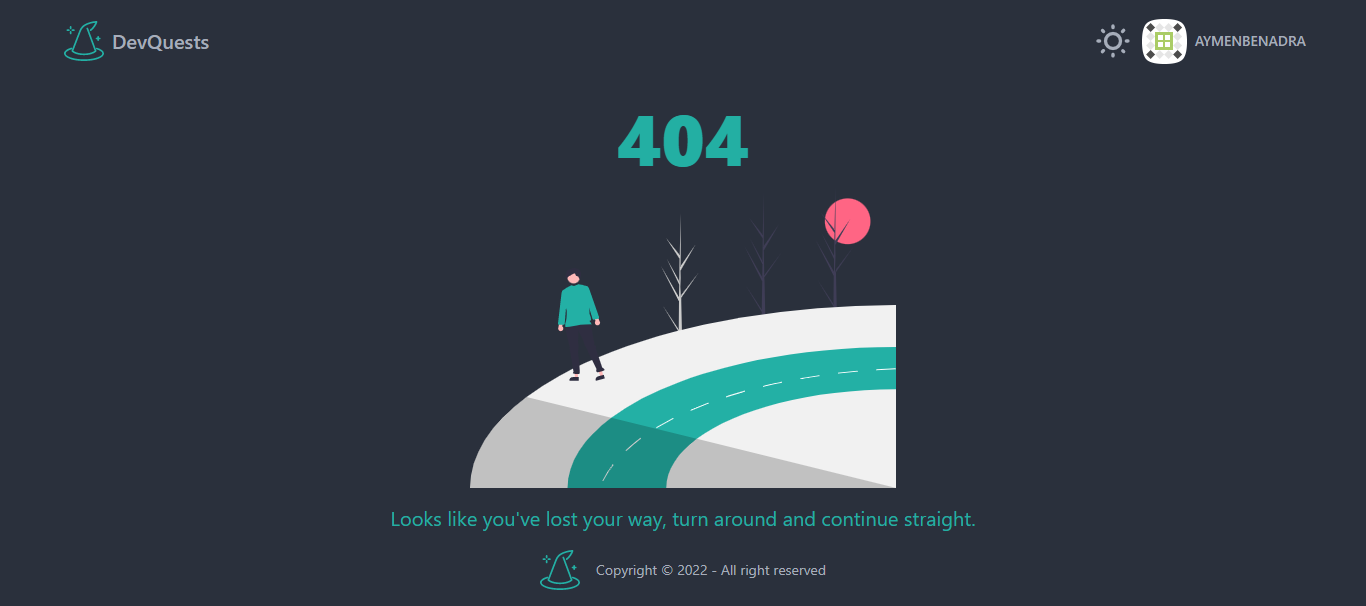 DevQuests
AYMENBENADRA
404
Looks like you've lost your way, turn around and continue straight.
Copyright © 2022 - All right reserved